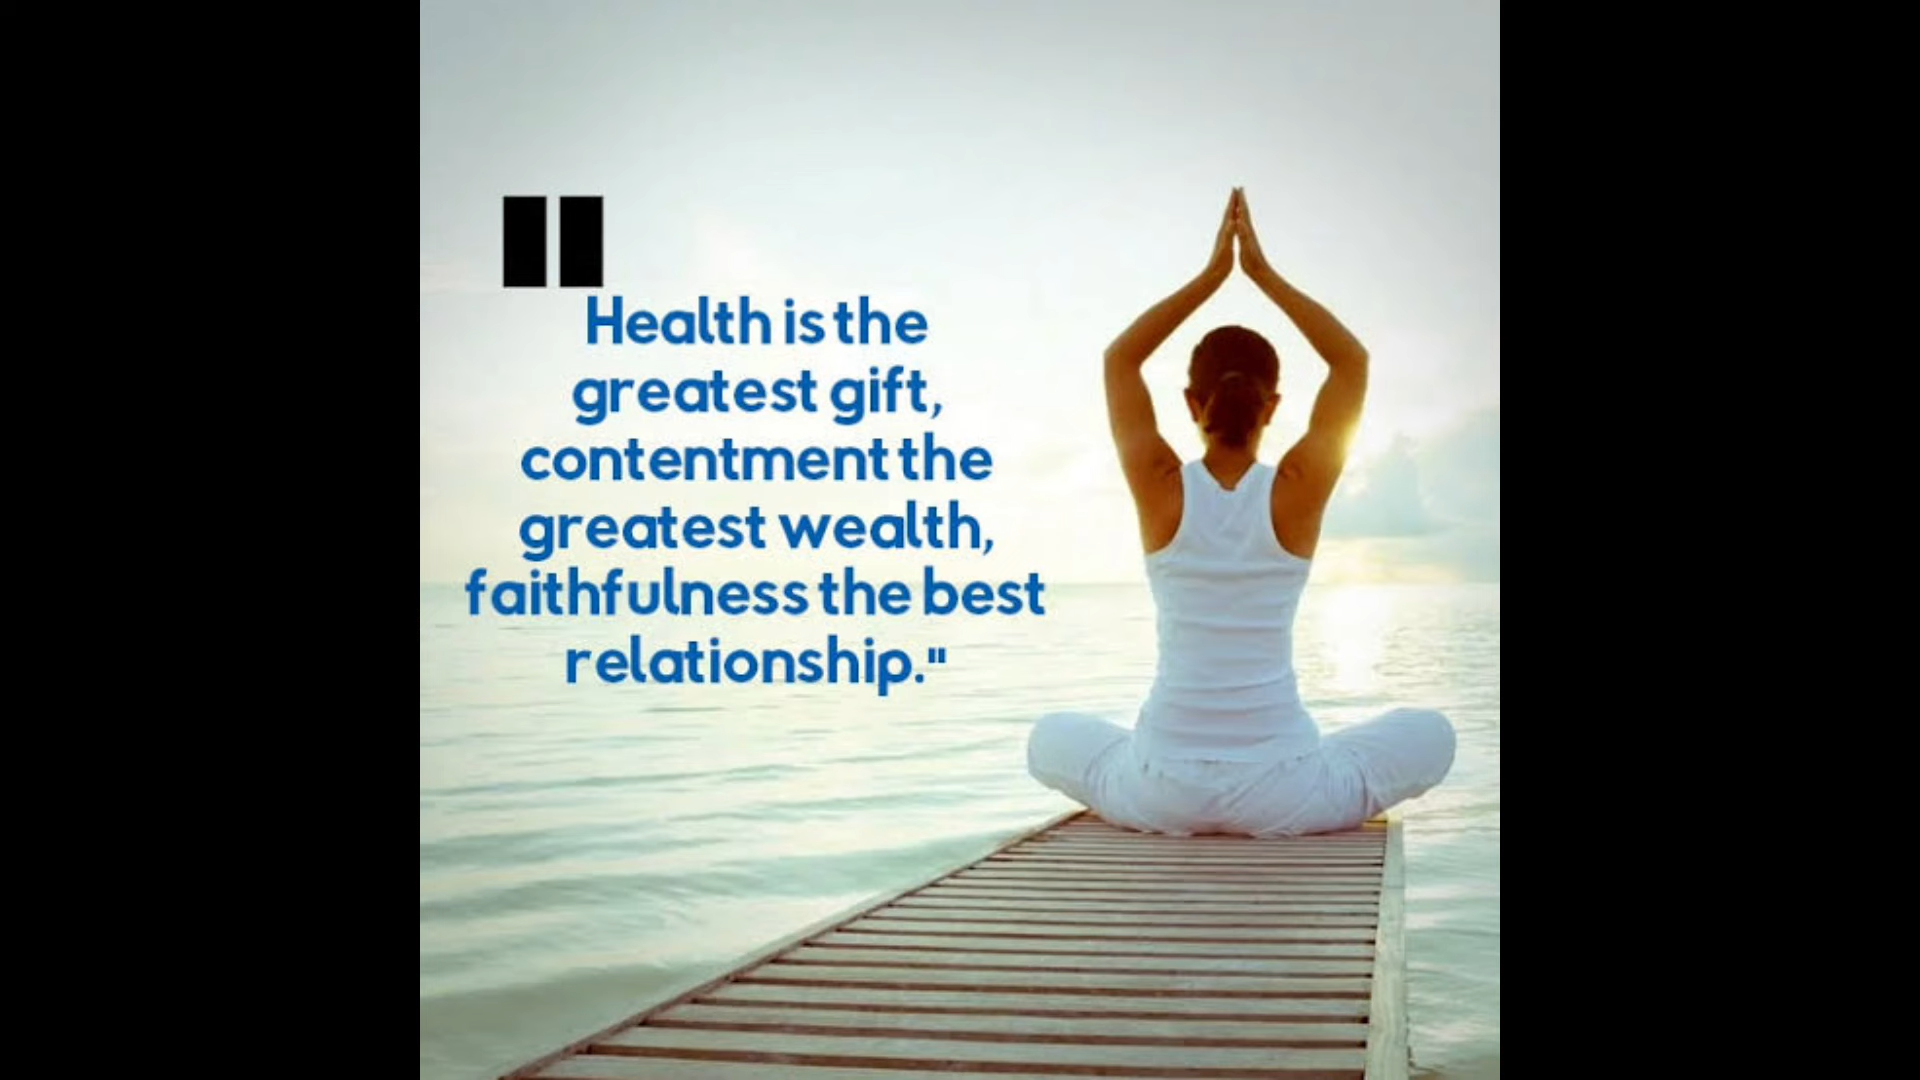 "
Health is the
greatest gift,
contentment the
greatest wealth,
faithfulness the best
relationship."